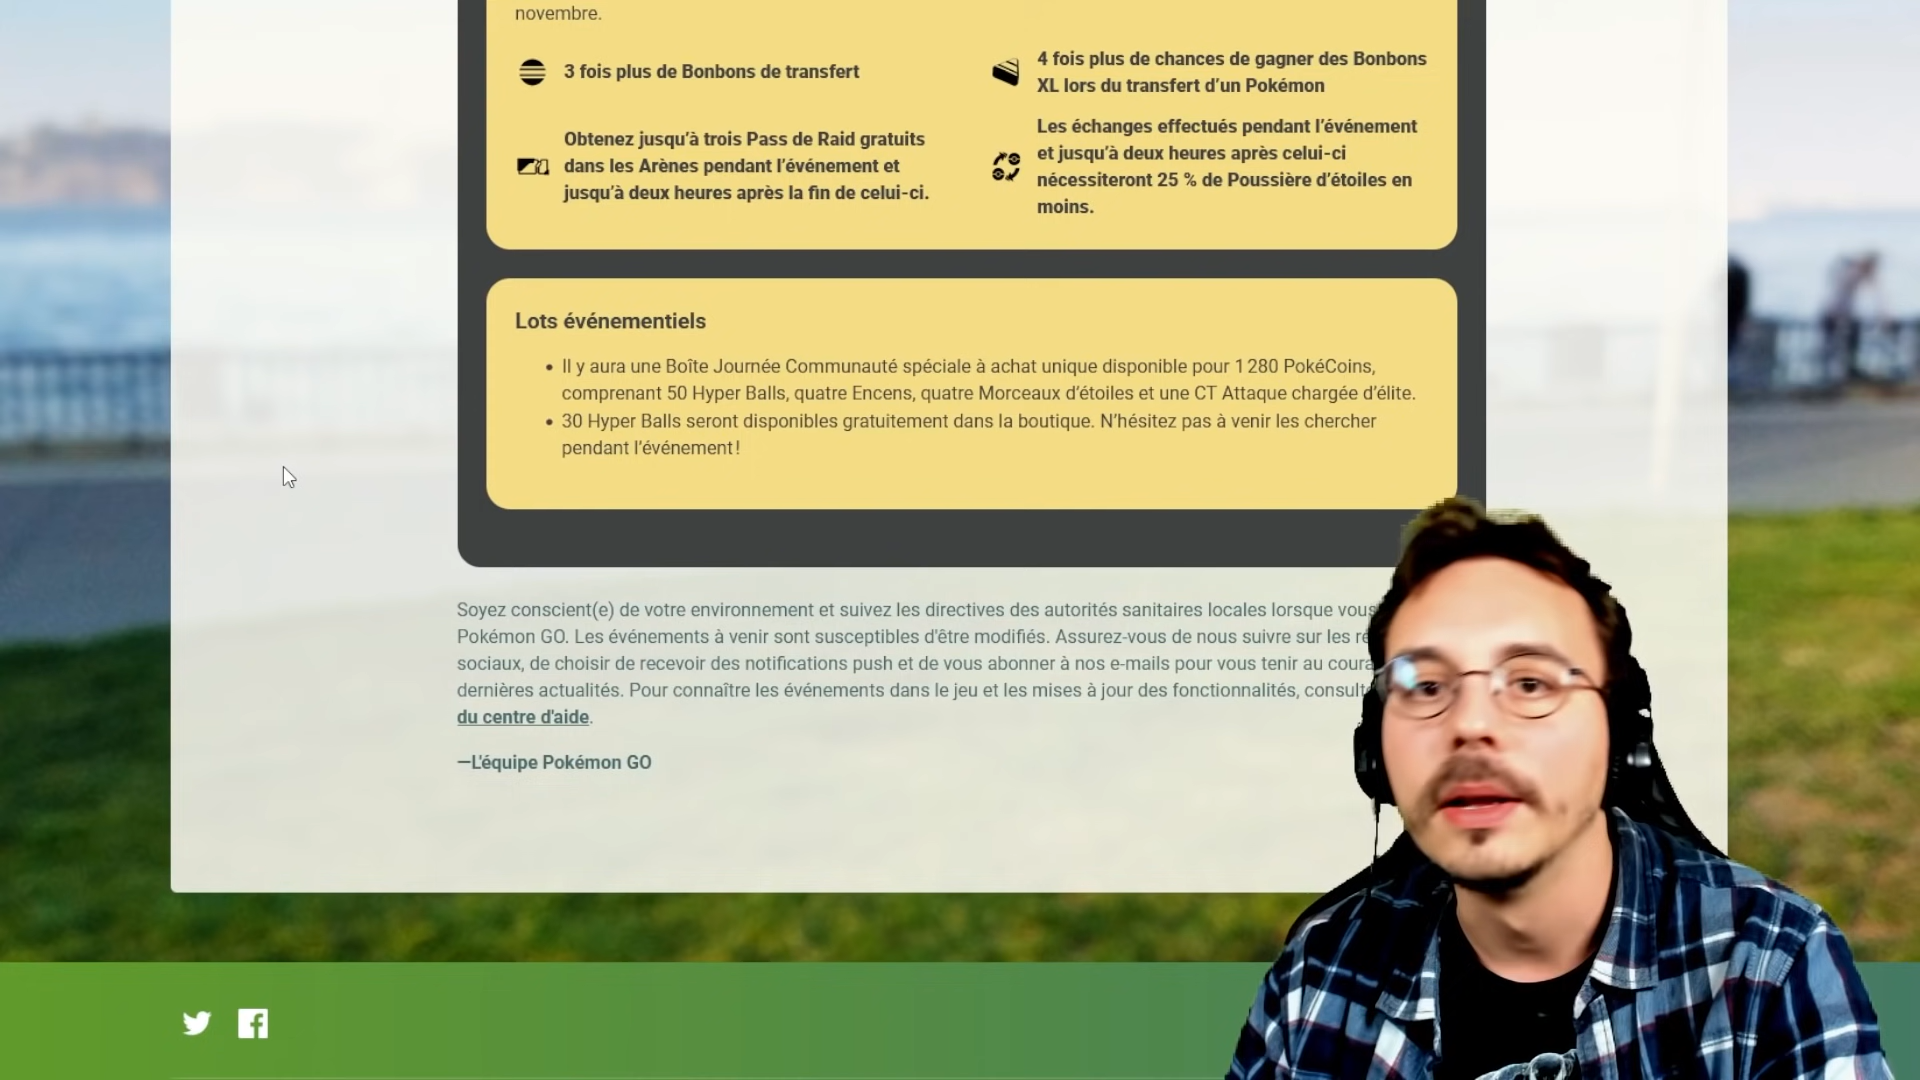 novembre.
3 fois plus de Bonbons de transfert
4 fois plus de chances de gagner des Bonbons
XL lors du transfert d’un Pokémon
Obtenez jusqu’à trois Pass de Raid gratuits
dans les Arènes pendant l’événement et
jusqu’à deux heures après la fin de celui-ci.
Les échanges effectués pendant l’événement
et jusqu’à deux heures après celui-ci
nécessiteront 25 % de Poussière d’étoiles en
moins.
Lots événementiels
• Il y aura une Boîte Journée Communauté spéciale à achat unique disponible pour 1 280 PokéCoins,
comprenant 50 Hyper Balls, quatre Encens, quatre Morceaux d’étoiles et une CT Attaque chargée d’élite.
• 30 Hyper Balls seront disponibles gratuitement dans la boutique. N’hésitez pas à venir les chercher
pendant l’événement !
Soyez conscient(e) de votre environnement et suivez les directives des autorités sanitaires locales lorsque vous
Pokémon GO. Les événements à venir sont susceptibles d'être modifiés. Assurez-vous de nous suivre sur les
sociaux, de choisir de recevoir des notifications push et de vous abonner à nos e-mails pour vous tenir au
dernières actualités. Pour connaître les événements dans le jeu et les mises à jour des fonctionnalités,
du centre d'aide.
—L'équipe Pokémon GO